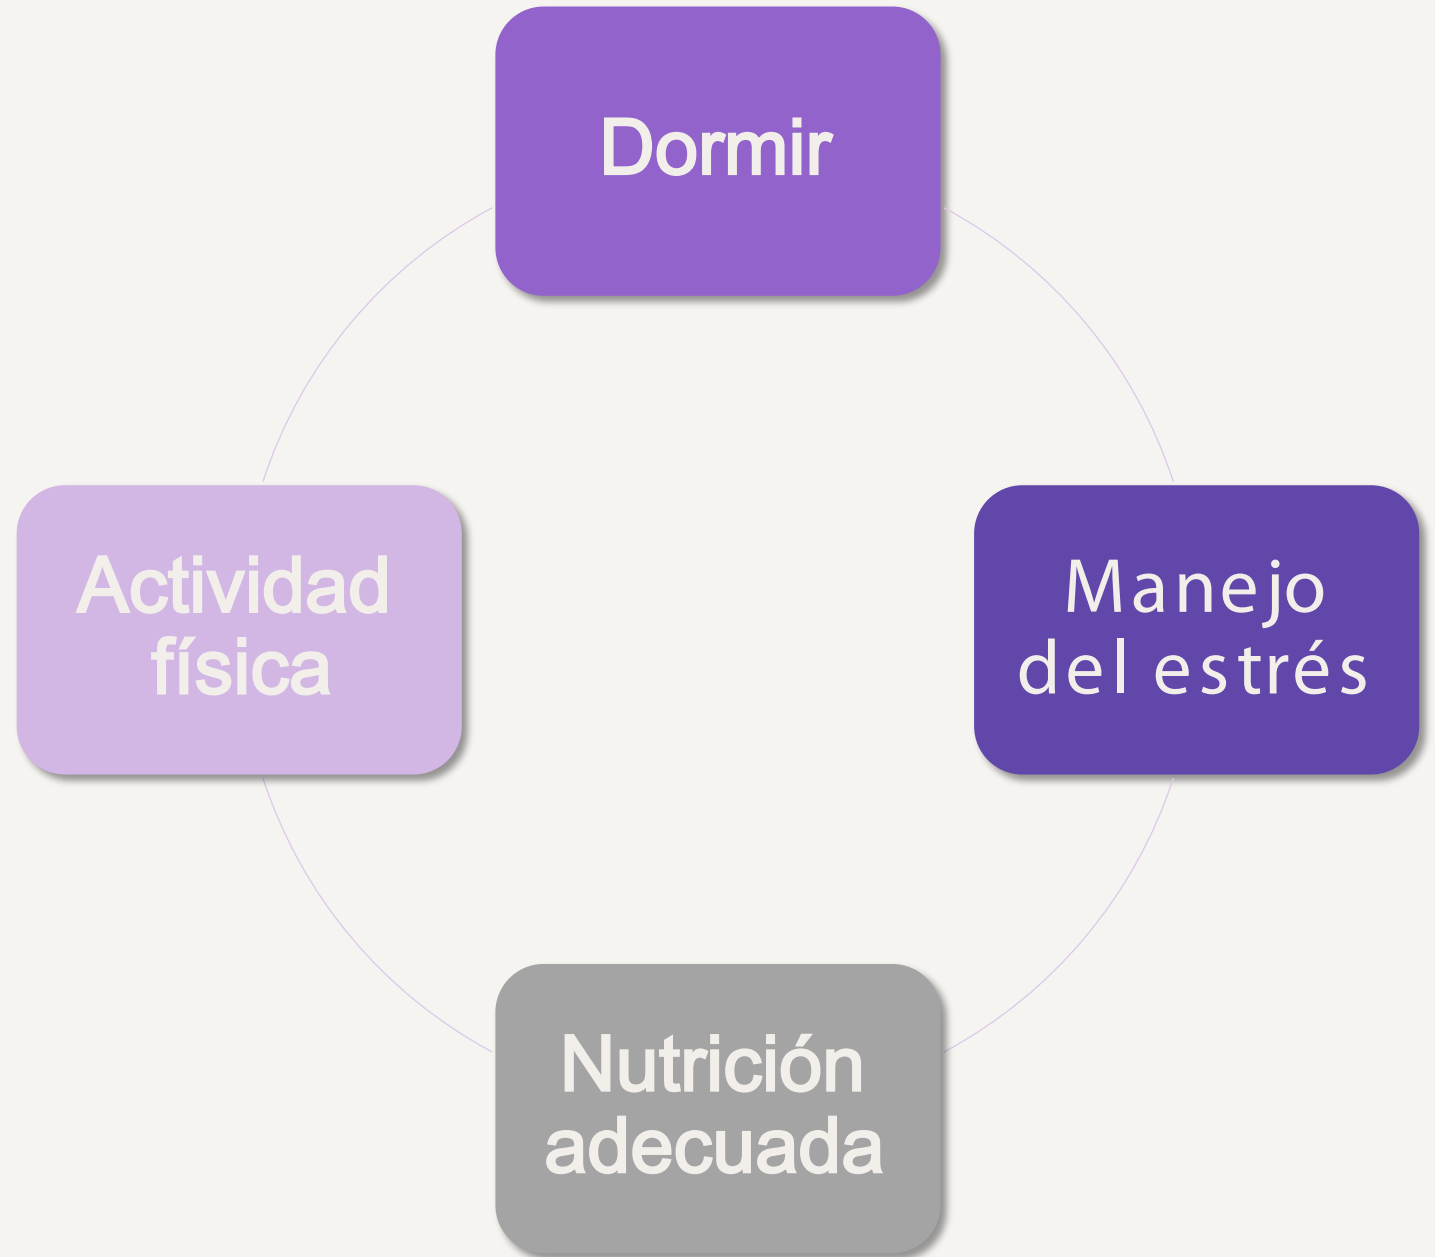 Dormir
Actividad
física
Manejo
del estrés
Nutrición
adecuada